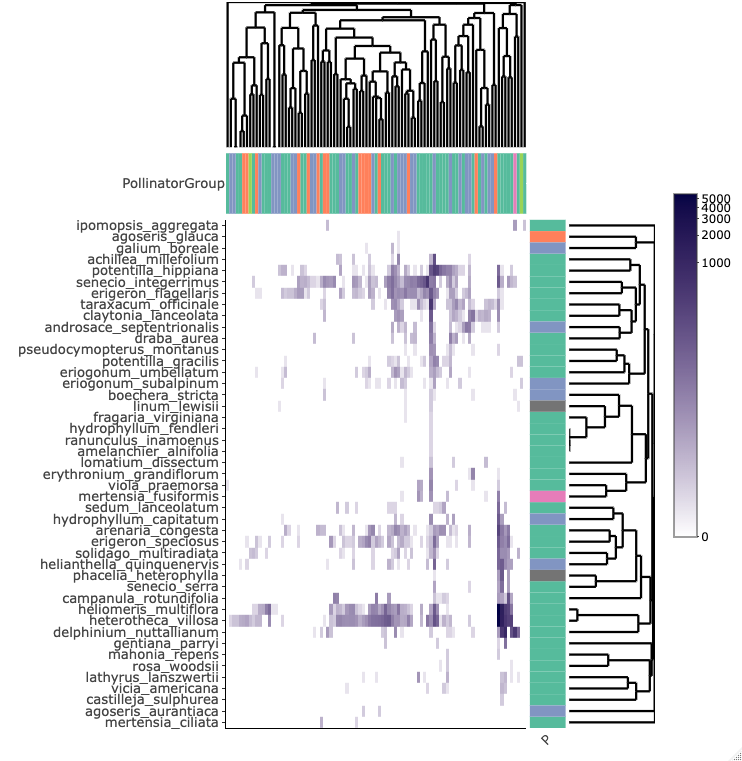 PollinatorGroup
ipomopsis_aggregata
agoseris_glauca
galium_boreale
achillea_millefolium
potentilla_hippiana
senecio_integerrimus
erigeron_flagellaris
taraxacum_officinale
claytonia_lanceolata
androsace_septentrionalis
draba_aurea
pseudocymopterus_montanus
potentilla_gracilis
eriogonum_umbellatum
eriogonum_subalpinum
boechera_stricta
linum_lewisii
fragaria_virginiana
hydrophyllum_fendleri
ranunculus_inamoenus
amelanchier_alnifolia
lomatium_dissectum
erythronium_grandiflorum
viola_praemorsa
mertensia_fusiformis
sedum_lanceolatum
hydrophyllum_capitatum
arenaria_congesta
erigeron_speciosus
solidago_multiradiata
helianthella_quinquenervis
phacelia_heterophylla
senecio_serra
campanula_rotundifolia
heliomeris_multiflora
heterotheca_villosa
delphinium_nuttallianum
gentiana_parryi
mahonia_repens
rosa_woodsii
lathyrus_lanszwertii
vicia_americana
castilleja_sulphurea
agoseris_aurantiaca
mertensia_ciliata
P
5000
4000
3000
2000
1000
0